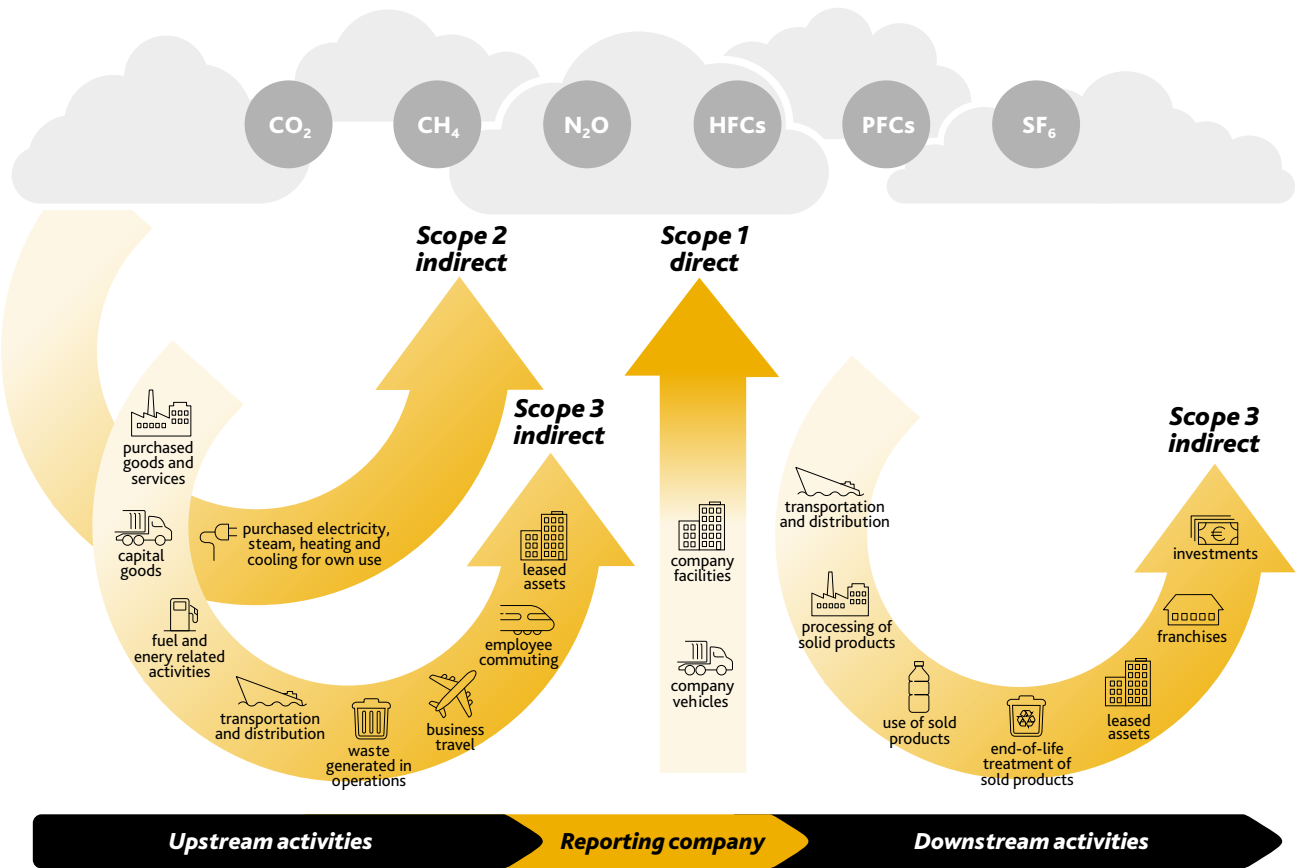 CO₂
CH₄
N₂O
HFCs
PFCs
SF₆
Scope 2
indirect
Scope 1
direct
Scope 3
indirect
Scope 3
indirect
purchased
goods and
services
capital
goods
fuel and
enery related
activities
transportation
and distribution
waste
generated in
operations
business
travel
employee
commuting
leased
assets
purchased electricity,
steam, heating and
cooling for own use
company
facilities
company
vehicles
transportation
and distribution
processing of
solid products
use of sold
products
end-of-life
treatment of
sold products
leased
assets
franchises
€
investments
Upstream activities
Reporting company
Downstream activities